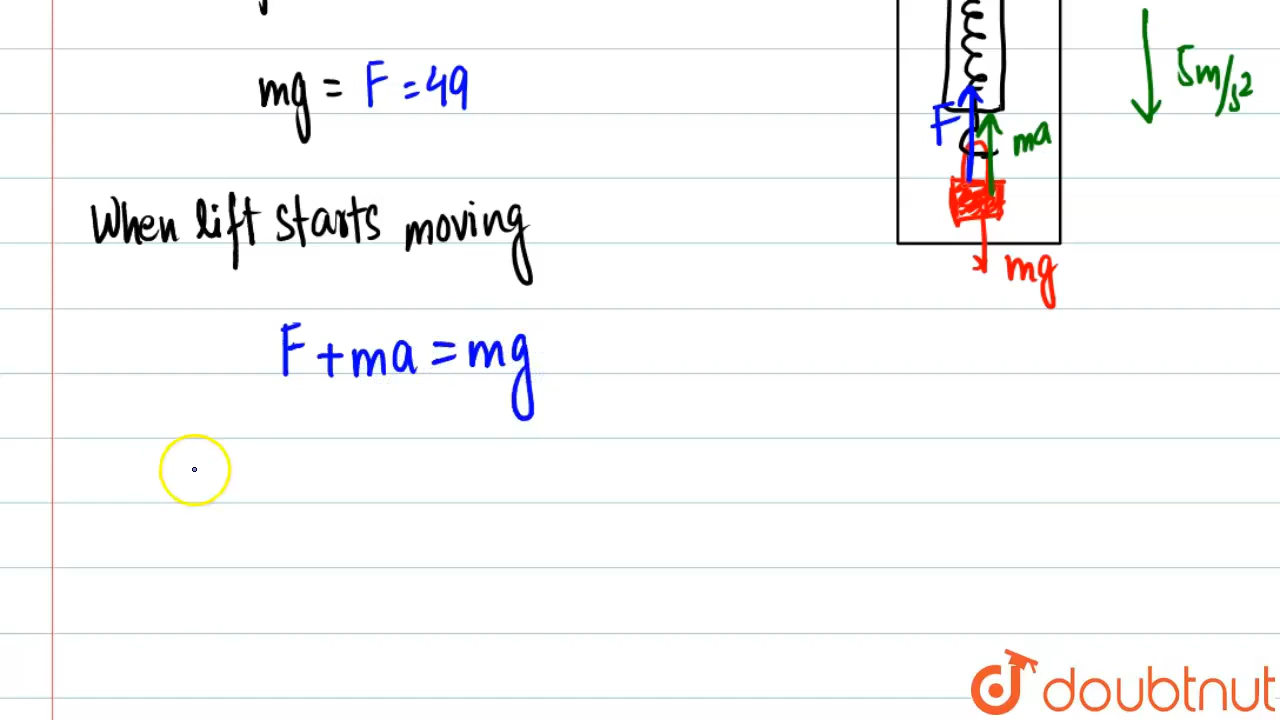 mg = F = 49
5m/s²
F
ma
When lift starts moving
mg
F + ma = mg
doubtnut